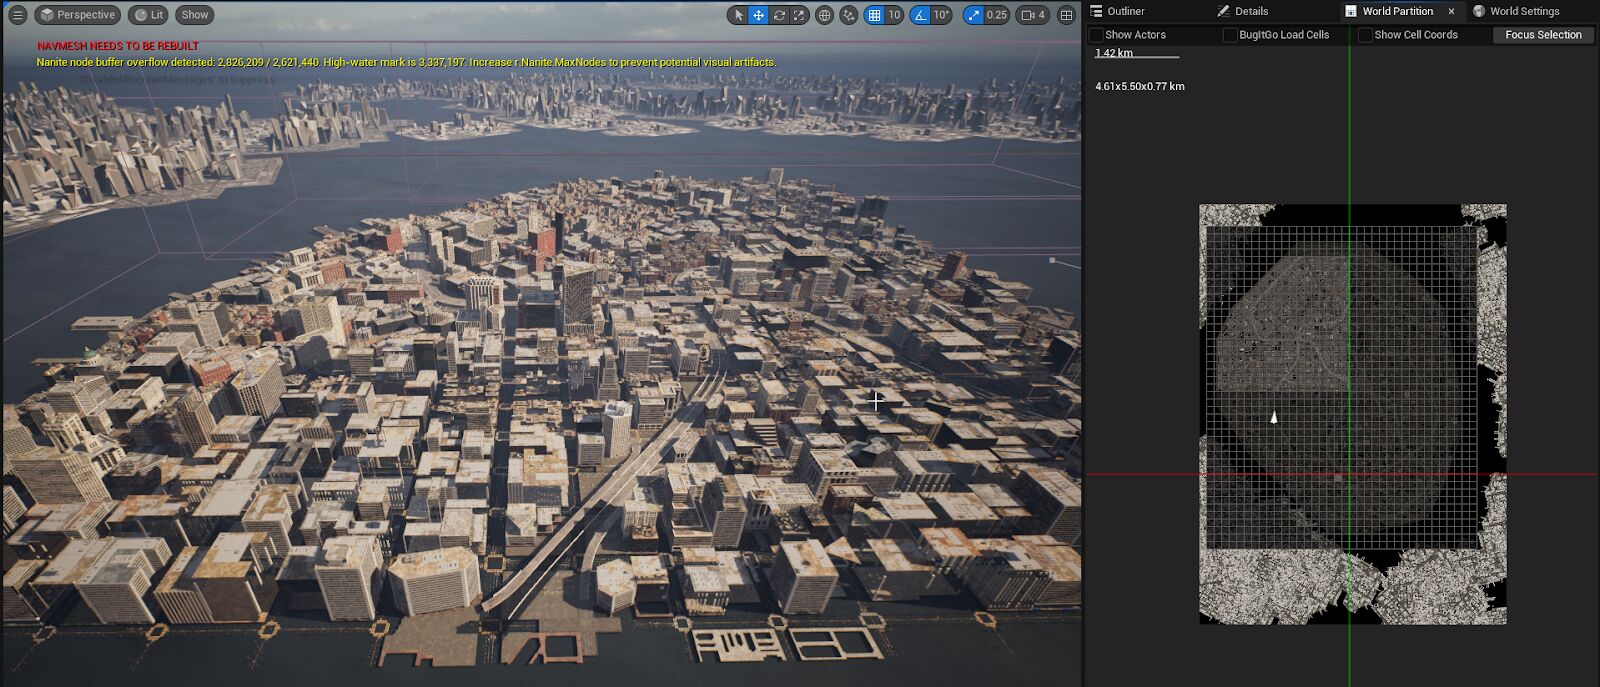 Perspective Lit Show 10 10° 0.25 4
NAVMESH NEEDS TO BE REBUILT
Nanite node buffer overflow detected: 2,826,209 / 2,621,440. High-water mark is 3,337,197. Increase r.Nanite.MaxNodes to prevent potential visual artifacts.
'DisableAllScreenMessages' to suppress
Outliner Details World Partition World Settings
Show Actors BugItGo Load Cells Show Cell Coords Focus Selection
1.42 km
4.61x5.50x0.77 km